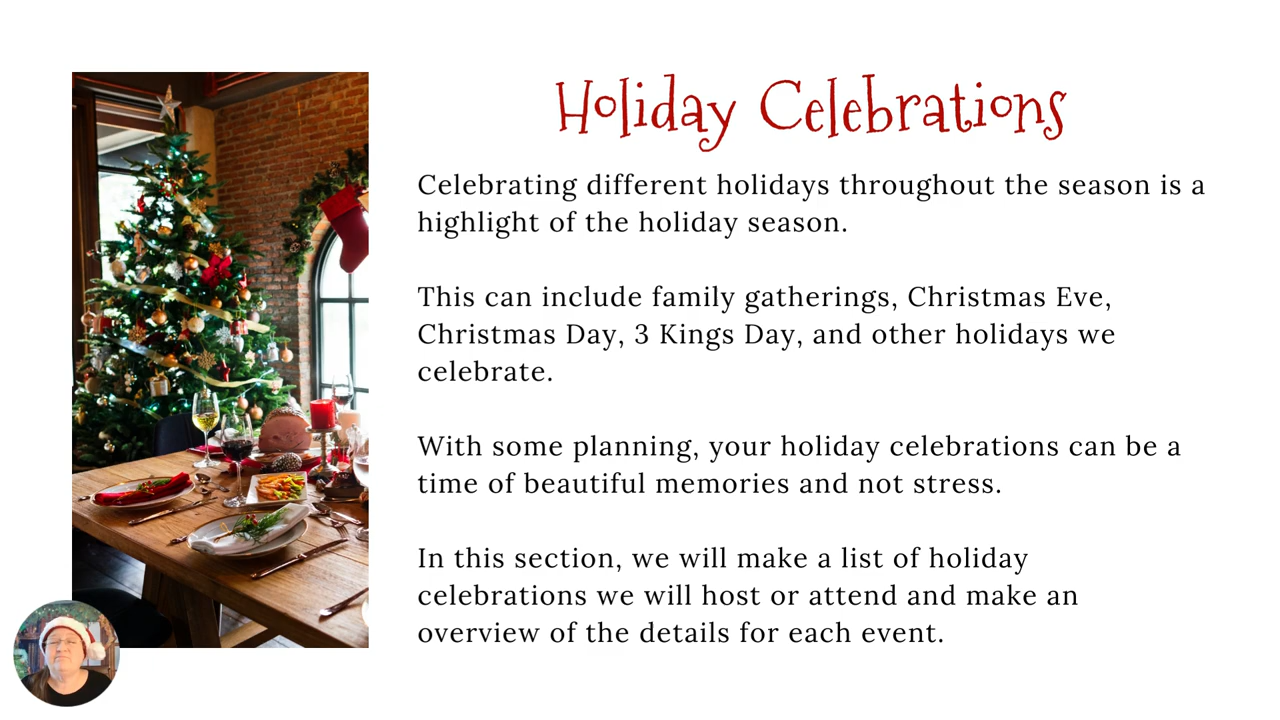 Holiday Celebrations
Celebrating different holidays throughout the season is a
highlight of the holiday season.
This can include family gatherings, Christmas Eve,
Christmas Day, 3 Kings Day, and other holidays we
celebrate.
With some planning, your holiday celebrations can be a
time of beautiful memories and not stress.
In this section, we will make a list of holiday
celebrations we will host or attend and make an
overview of the details for each event.